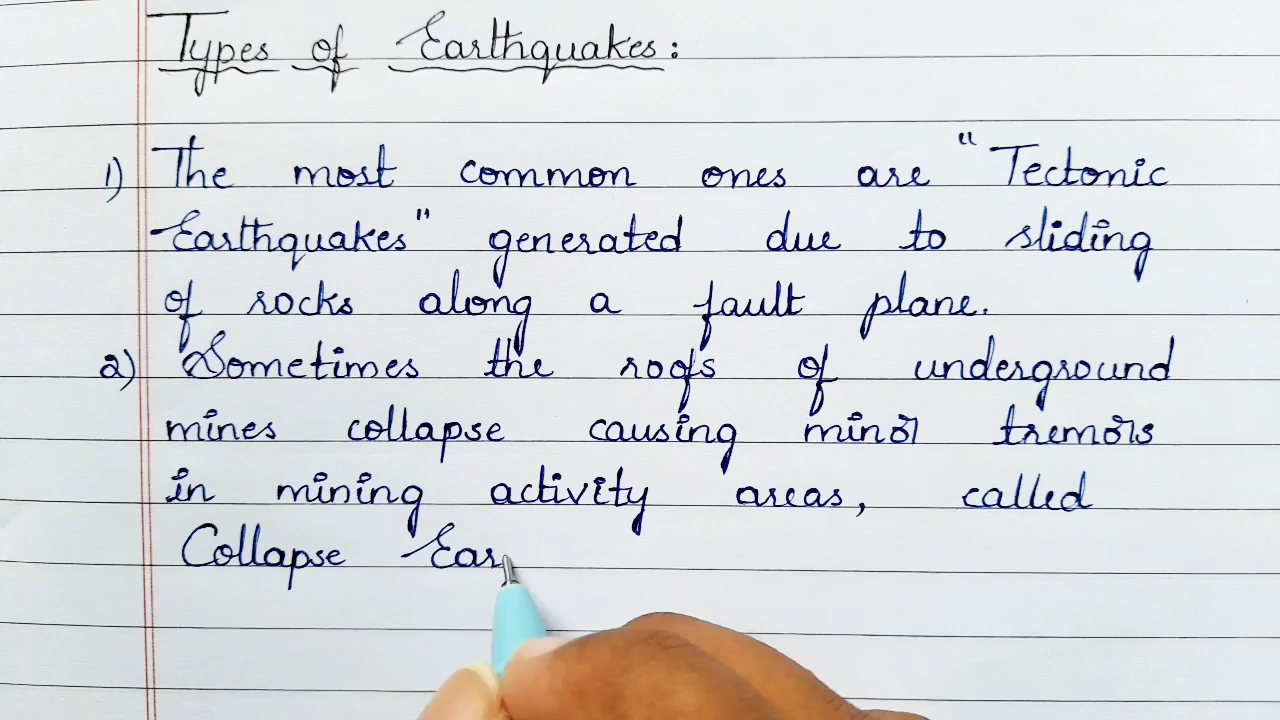 Types of Earthquakes:
1) The most common ones are "Tectonic
Earthquakes" generated due to sliding
of rocks along a fault plane.
2) Sometimes the roofs of underground
mines collapse causing minor tremors
in mining activity areas, called
Collapse Ear